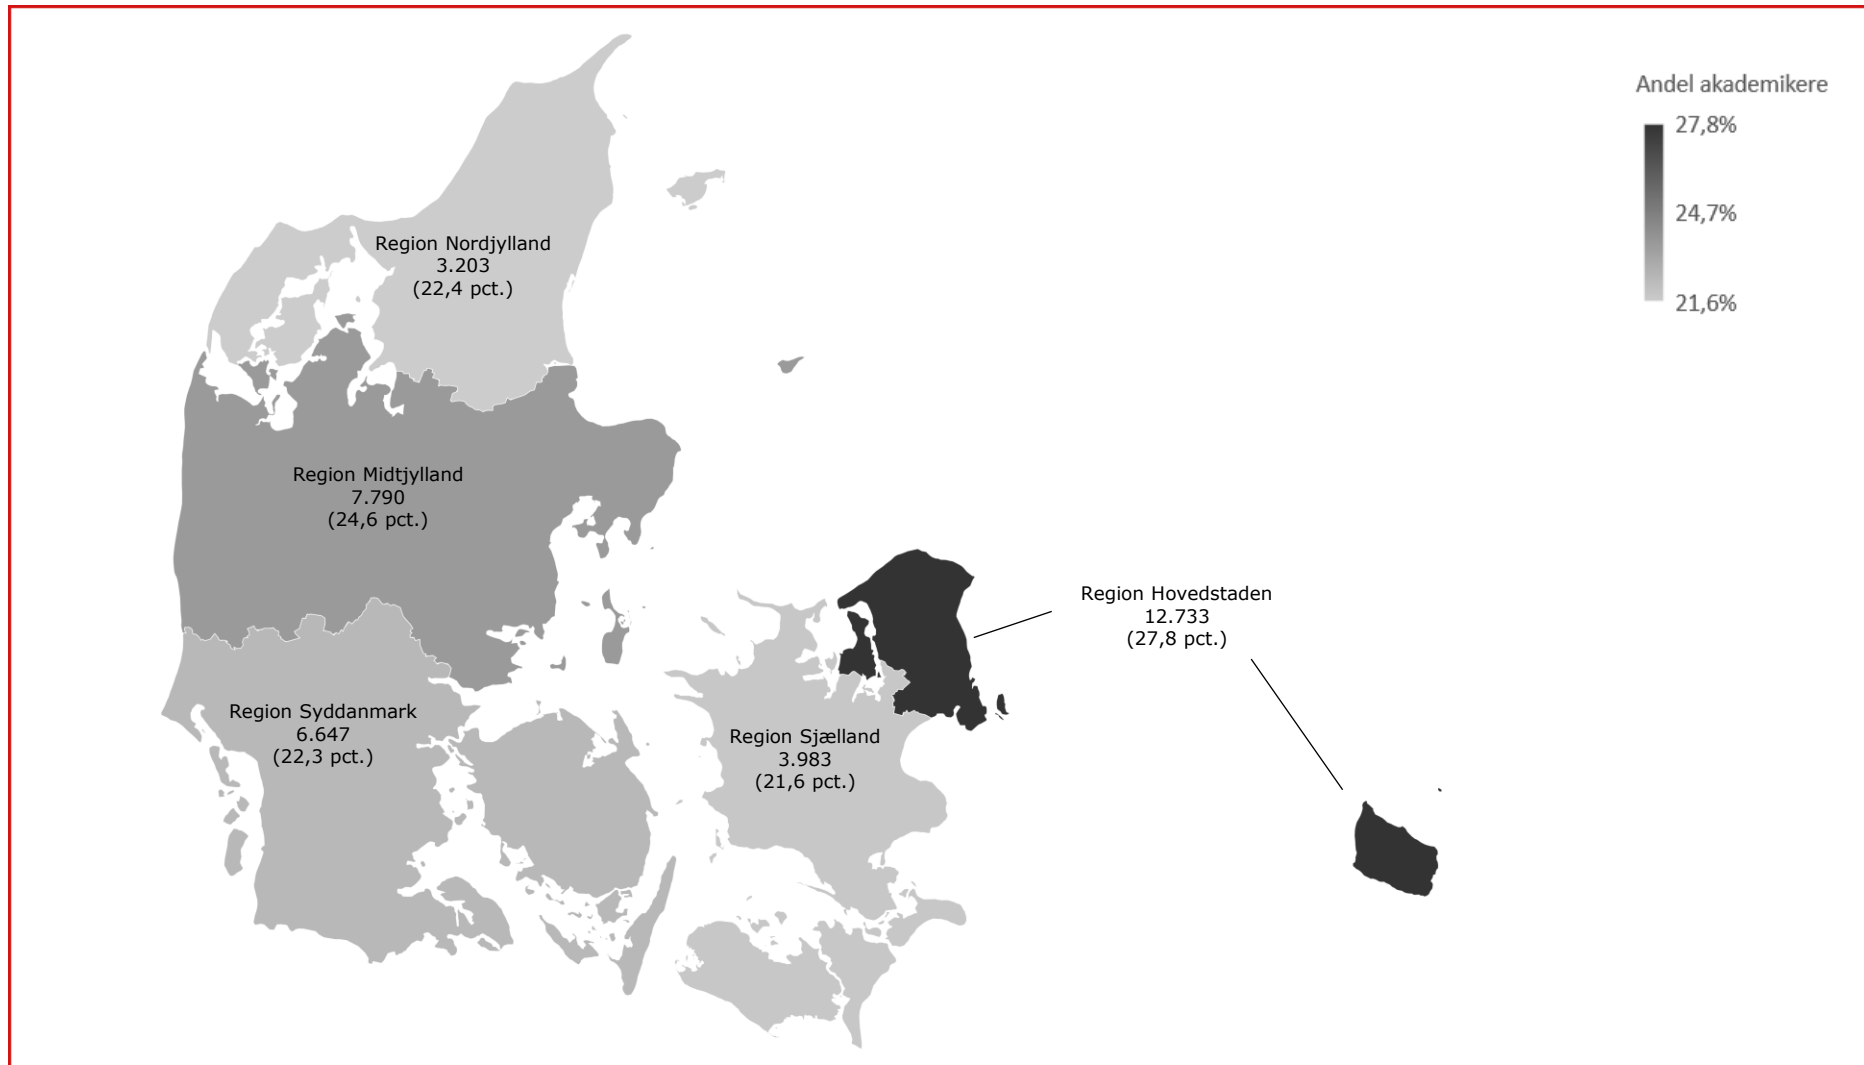 Andel akademikere
27,8%
24,7%
21,6%
Region Nordjylland
3.203
(22,4 pct.)
Region Midtjylland
7.790
(24,6 pct.)
Region Hovedstaden
12.733
(27,8 pct.)
Region Syddanmark
6.647
(22,3 pct.)
Region Sjælland
3.983
(21,6 pct.)